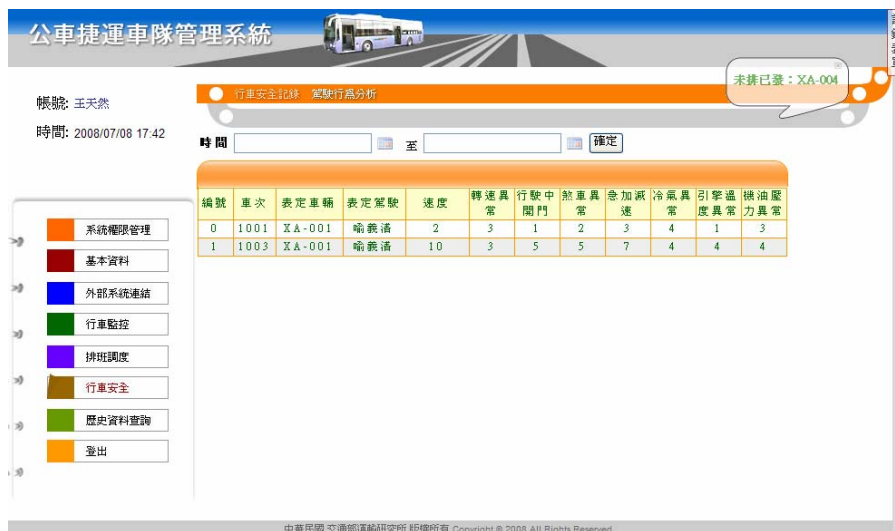 公車捷運車隊管理系統
未排已發：XA-004
帳號: 王天然
時間: 2008/07/08 17:42
行車安全記錄 駕駛行為分析
時間 至 確定
編號 車次 表定車輛 表定駕駛 速度 轉速異常 行駛中開門 煞車異常 急加減速 冷氣異常 引擎溫度異常 機油壓力異常
0 1001 XA-001 喻義潘 2 3 1 2 3 4 1 3
1 1003 XA-001 喻義潘 10 3 5 5 7 4 4 4
系統權限管理
基本資料
外部系統連結
行車監控
排班調度
行車安全
歷史資料查詢
登出
中華民國 交通部運輸研究所 版權所有 Copyright © 2008 All Rights Reserved